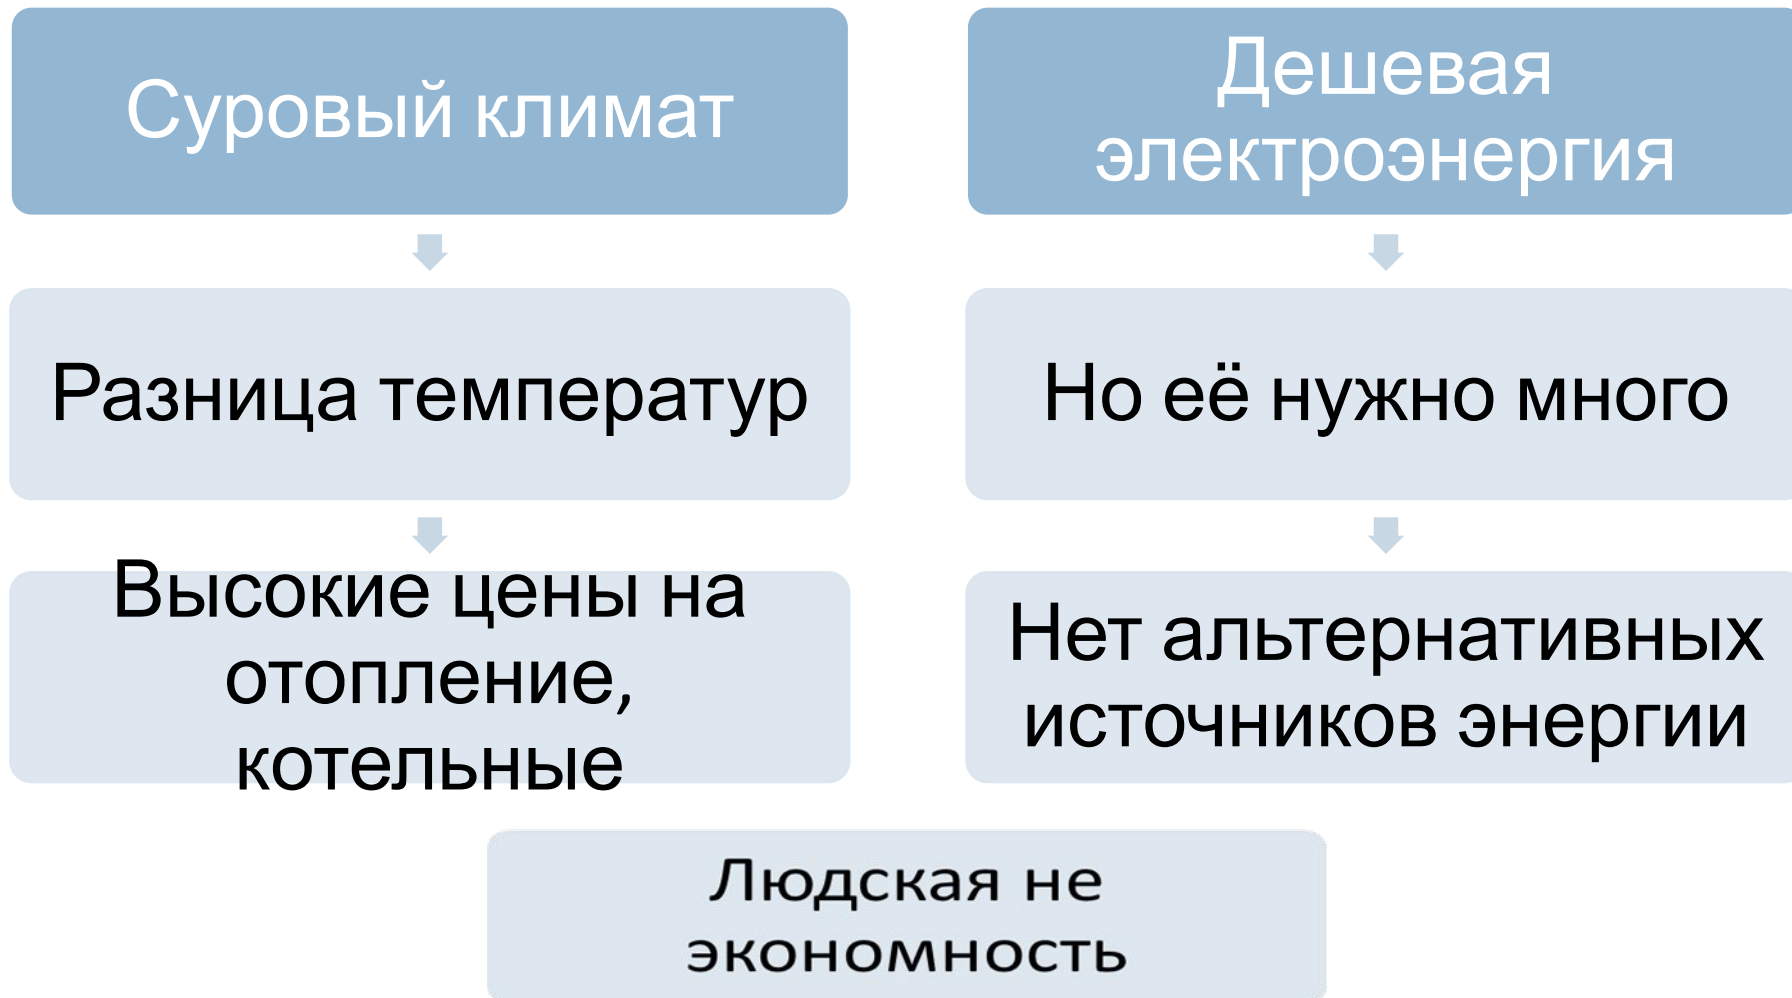 Суровый климат
Разница температур
Высокие цены на
отопление,
котельные
Дешевая
электроэнергия
Но её нужно много
Нет альтернативных
источников энергии
Людская не
экономность